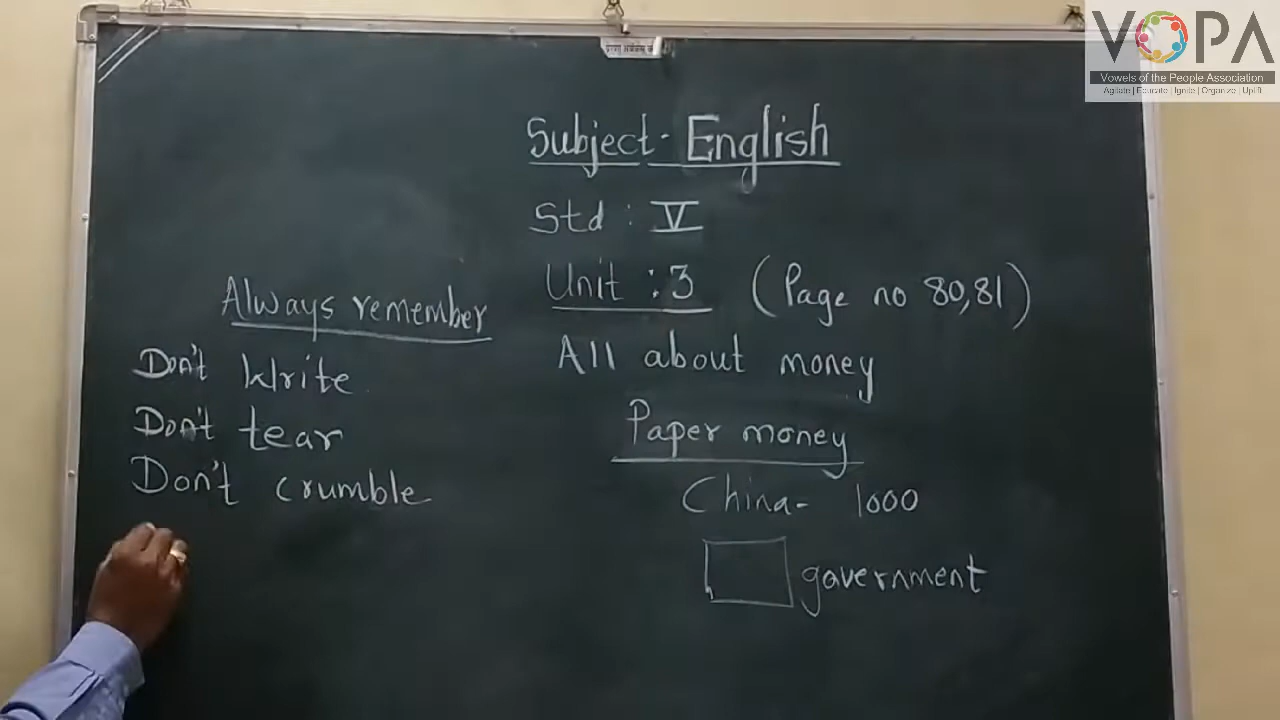 VOPA
Vowels of the People Association
Agitate | Educate | Ignite | Organize | Uplift
Subject - English
Std : V
Unit : 3 (Page no 80,81)
All about money
Paper money
China - 1000
government
Always remember
Don't Write
Don't tear
Don't crumble